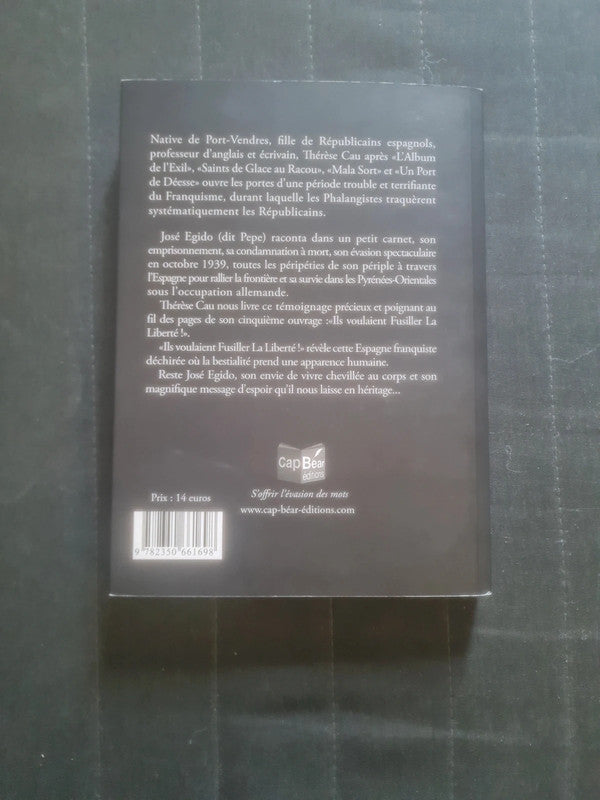 Native de Port-Vendres, fille de Républicains espagnols,
professeur d'anglais et écrivain, Thérèse Cau après «L'Album
de l'Exil», «Saints de Glace au Racou», «Mala Sort» et «Un Port
de Déesse» ouvre les portes d'une période trouble et terrifiante
du Franquisme, durant laquelle les Phalangistes traquèrent
systématiquement les Républicains.
José Egido (dit Pepe) raconta dans un petit carnet, son
emprisonnement, sa condamnation à mort, son évasion spectaculaire
en octobre 1939, toutes les péripéties de son périple à travers
l'Espagne pour rallier la frontière et sa survie dans les Pyrénées-Orientales
sous l'occupation allemande.
Thérèse Cau nous livre ce témoignage précieux et poignant au
fil des pages de son cinquième ouvrage :«Ils voulaient Fusiller La
Liberté !».
«Ils voulaient Fusiller La Liberté !» révèle cette Espagne franquiste
déchirée où la bestialité prend une apparence humaine.
Reste José Egido, son envie de vivre chevillée au corps et son
magnifique message d'espoir qu'il nous laisse en héritage...
Cap Béar
éditions
Prix : 14 euros
S'offrir l'évasion des mots
www.cap-béar-éditions.com
9 782350 661698